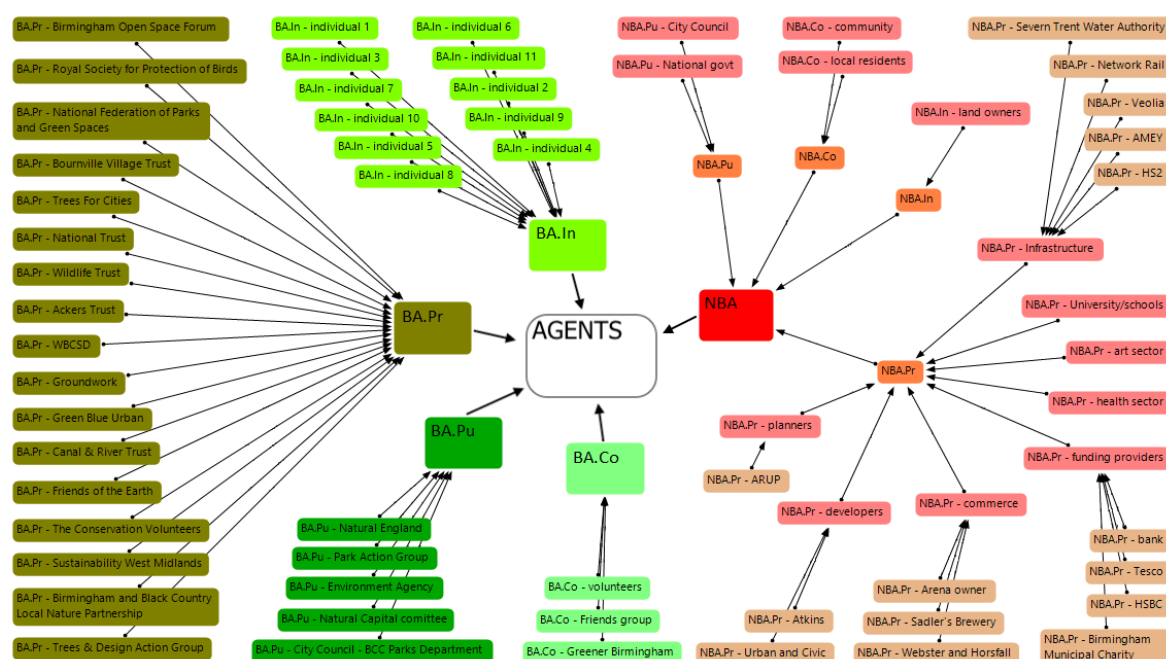 BA.Pr - Birmingham Open Space Forum
BA.Pr - Royal Society for Protection of Birds
BA.Pr - National Federation of Parks
and Green Spaces
BA.Pr - Bournville Village Trust
BA.Pr - Trees For Cities
BA.Pr - National Trust
BA.Pr - Wildlife Trust
BA.Pr - Ackers Trust
BA.Pr - WBCSD
BA.Pr - Groundwork
BA.Pr - Green Blue Urban
BA.Pr - Canal & River Trust
BA.Pr - Friends of the Earth
BA.Pr - The Conservation Volunteers
BA.Pr - Sustainability West Midlands
BA.Pr - Birmingham and Black Country
Local Nature Partnership
BA.Pr - Trees & Design Action Group
BA.Pr
BA.In - individual 1
BA.In - individual 3
BA.In - individual 7
BA.In - individual 10
BA.In - individual 5
BA.In - individual 8
BA.In - individual 6
BA.In - individual 11
BA.In - individual 2
BA.In - individual 9
BA.In - individual 4
BA.In
AGENTS
BA.Pu
BA.Pu - Natural England
BA.Pu - Park Action Group
BA.Pu - Environment Agency
BA.Pu - Natural Capital comittee
BA.Pu - City Council - BCC Parks Department
BA.Co
BA.Co - volunteers
BA.Co - Friends group
BA.Co - Greener Birmingham
NBA
NBA.Pu - City Council
NBA.Pu - National govt
NBA.Pu
NBA.Co - community
NBA.Co - local residents
NBA.Co
NBA.In - land owners
NBA.In
NBA.Pr - Severn Trent Water Authority
NBA.Pr - Network Rail
NBA.Pr - Veolia
NBA.Pr - AMEY
NBA.Pr - HS2
NBA.Pr - Infrastructure
NBA.Pr - University/schools
NBA.Pr - art sector
NBA.Pr - health sector
NBA.Pr
NBA.Pr - planners
NBA.Pr - ARUP
NBA.Pr - developers
NBA.Pr - Atkins
NBA.Pr - Urban and Civic
NBA.Pr - commerce
NBA.Pr - Arena owner
NBA.Pr - Sadler's Brewery
NBA.Pr - Webster and Horsfall
NBA.Pr - funding providers
NBA.Pr - bank
NBA.Pr - Tesco
NBA.Pr - HSBC
NBA.Pr - Birmingham
Municipal Charity